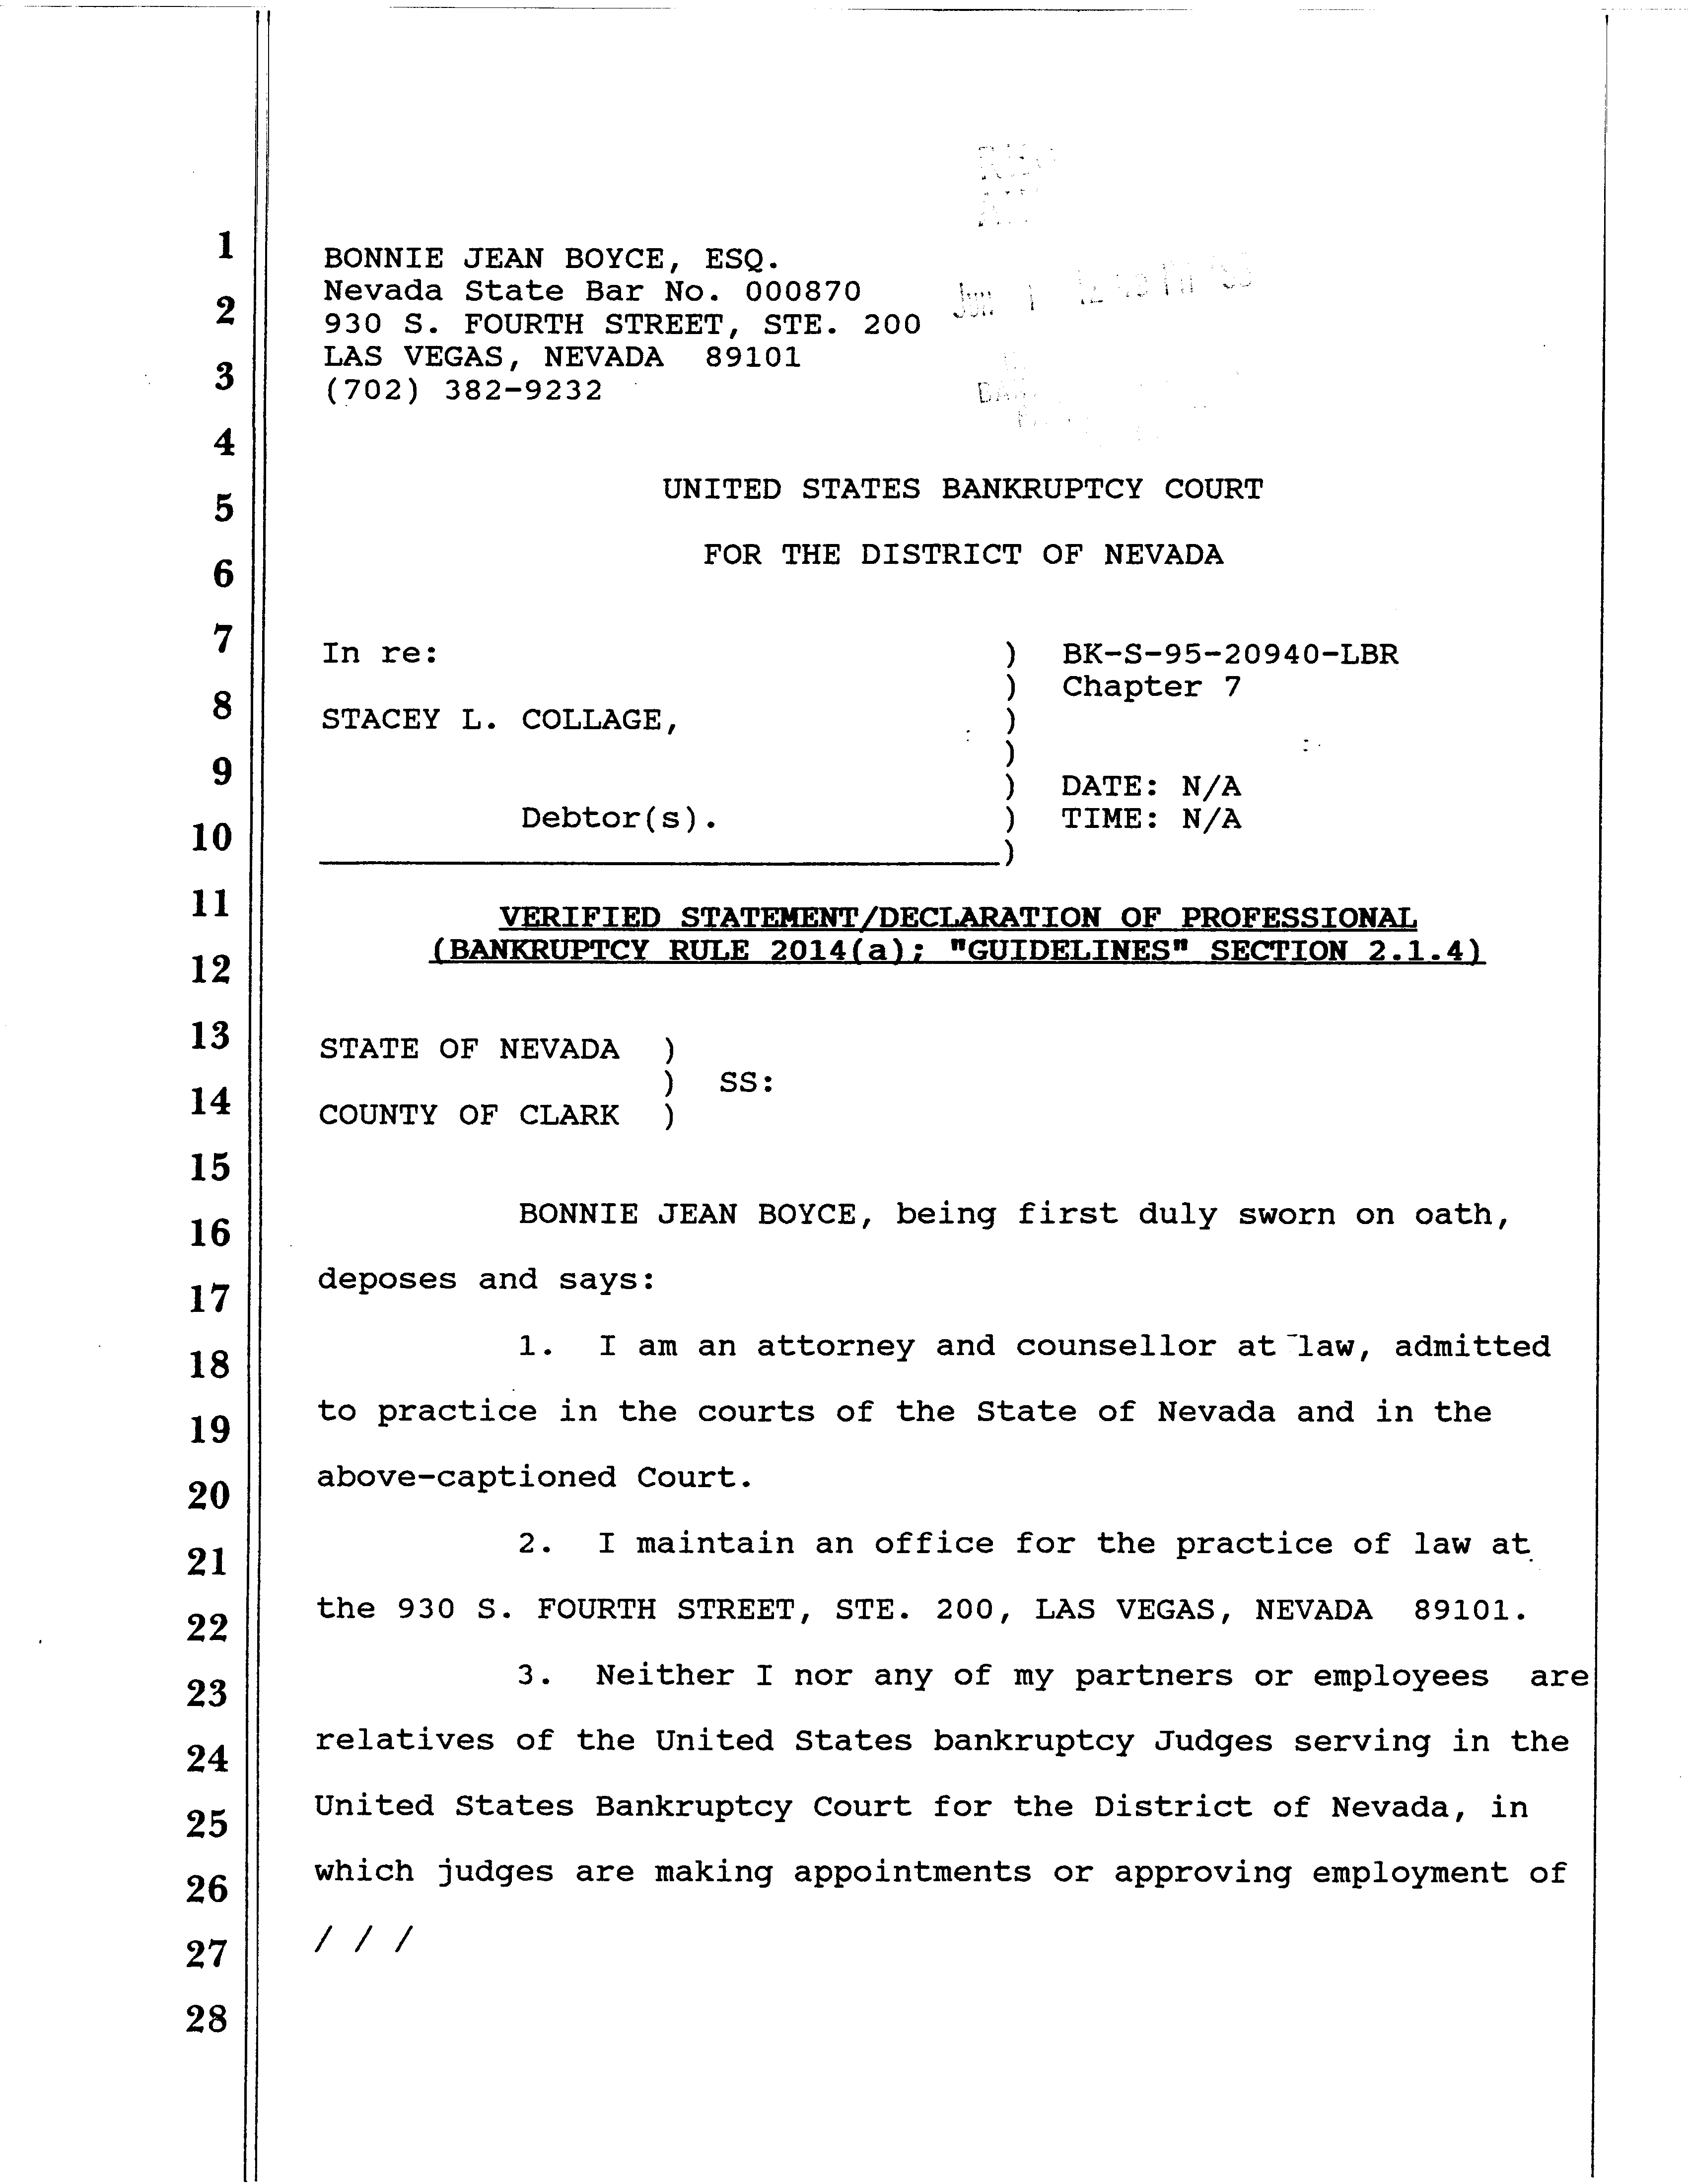 1
2
3
4
5
6
7
8
9
10
11
12
13
14
15
16
17
18
19
20
21
22
23
24
25
26
27
28
BONNIE JEAN BOYCE, ESQ.
Nevada State Bar No. 000870
930 S. FOURTH STREET, STE. 200
LAS VEGAS, NEVADA 89101
(702) 382-9232
UNITED STATES BANKRUPTCY COURT
FOR THE DISTRICT OF NEVADA
In re: ) BK-S-95-20940-LBR
) Chapter 7
STACEY L. COLLAGE, )
)
) DATE: N/A
Debtor(s). ) TIME: N/A
)
VERIFIED STATEMENT/DECLARATION OF PROFESSIONAL
(BANKRUPTCY RULE 2014(a); "GUIDELINES" SECTION 2.1.4)
STATE OF NEVADA )
) SS:
COUNTY OF CLARK )
BONNIE JEAN BOYCE, being first duly sworn on oath,
deposes and says:
1. I am an attorney and counsellor at law, admitted
to practice in the courts of the State of Nevada and in the
above-captioned Court.
2. I maintain an office for the practice of law at
the 930 S. FOURTH STREET, STE. 200, LAS VEGAS, NEVADA 89101.
3. Neither I nor any of my partners or employees are
relatives of the United States bankruptcy Judges serving in the
United States Bankruptcy Court for the District of Nevada, in
which judges are making appointments or approving employment of
/ / /